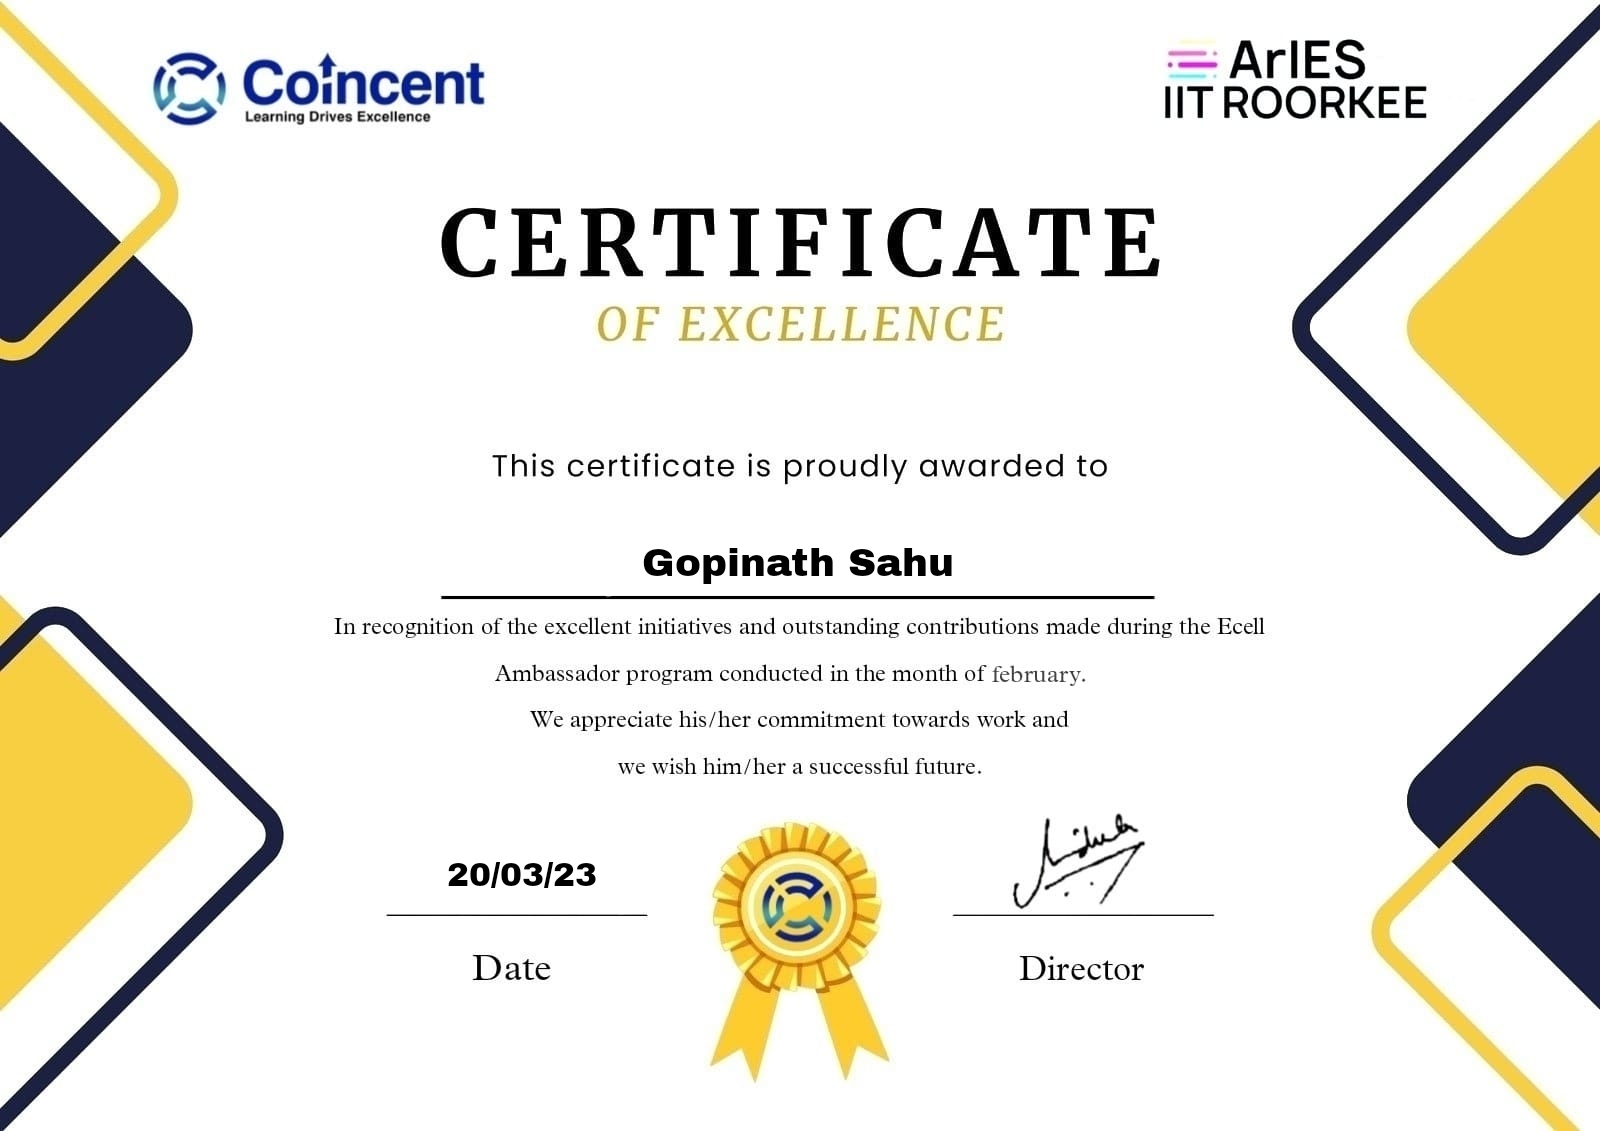 Coincent
Learning Drives Excellence
ArIES
IIT ROORKEE
CERTIFICATE
OF EXCELLENCE
This certificate is proudly awarded to
Gopinath Sahu
In recognition of the excellent initiatives and outstanding contributions made during the Ecell
Ambassador program conducted in the month of february.
We appreciate his/her commitment towards work and
we wish him/her a successful future.
20/03/23
Date
Director